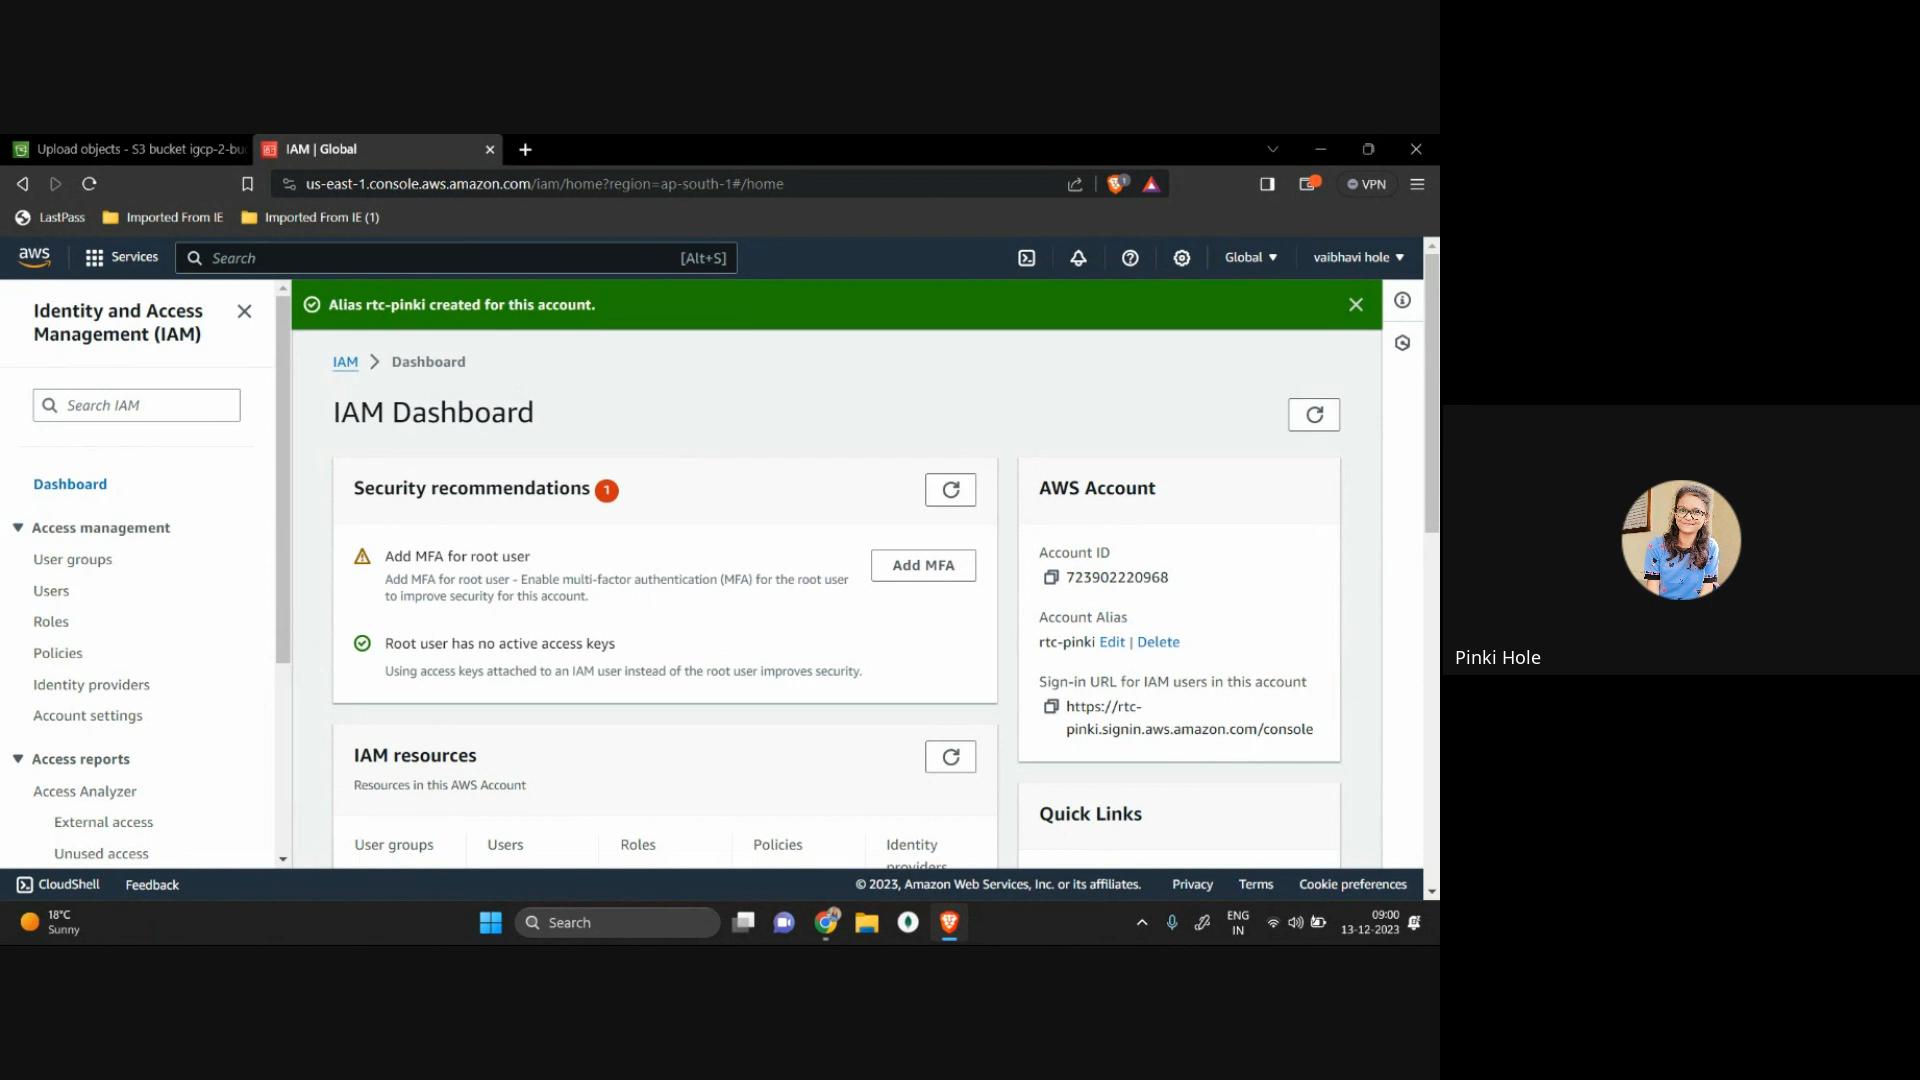 Upload objects - S3 bucket igcp-2-bu
IAM | Global
us-east-1.console.aws.amazon.com/iam/home?region=ap-south-1#/home
VPN
LastPass
Imported From IE
Imported From IE (1)
aws
Services
Search
[Alt+S]
Global
vaibhavi hole
Identity and Access
Management (IAM)
Search IAM
Dashboard
Access management
User groups
Users
Roles
Policies
Identity providers
Account settings
Access reports
Access Analyzer
External access
Unused access
Alias rtc-pinki created for this account.
IAM
Dashboard
IAM Dashboard
Security recommendations
1
Add MFA for root user
Add MFA for root user - Enable multi-factor authentication (MFA) for the root user
to improve security for this account.
Add MFA
Root user has no active access keys
Using access keys attached to an IAM user instead of the root user improves security.
IAM resources
Resources in this AWS Account
User groups
Users
Roles
Policies
Identity
providers
AWS Account
Account ID
723902220968
Account Alias
rtc-pinki Edit | Delete
Sign-in URL for IAM users in this account
https://rtc-
pinki.signin.aws.amazon.com/console
Quick Links
CloudShell
Feedback
© 2023, Amazon Web Services, Inc. or its affiliates.
Privacy
Terms
Cookie preferences
18°C
Sunny
Search
ENG
IN
09:00
13-12-2023
Pinki Hole